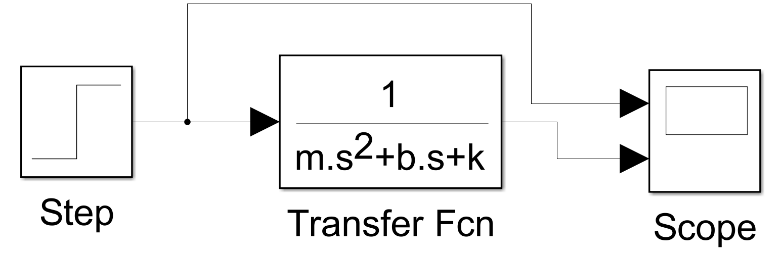 1
m.s²+b.s+k
Step
Transfer Fcn
Scope